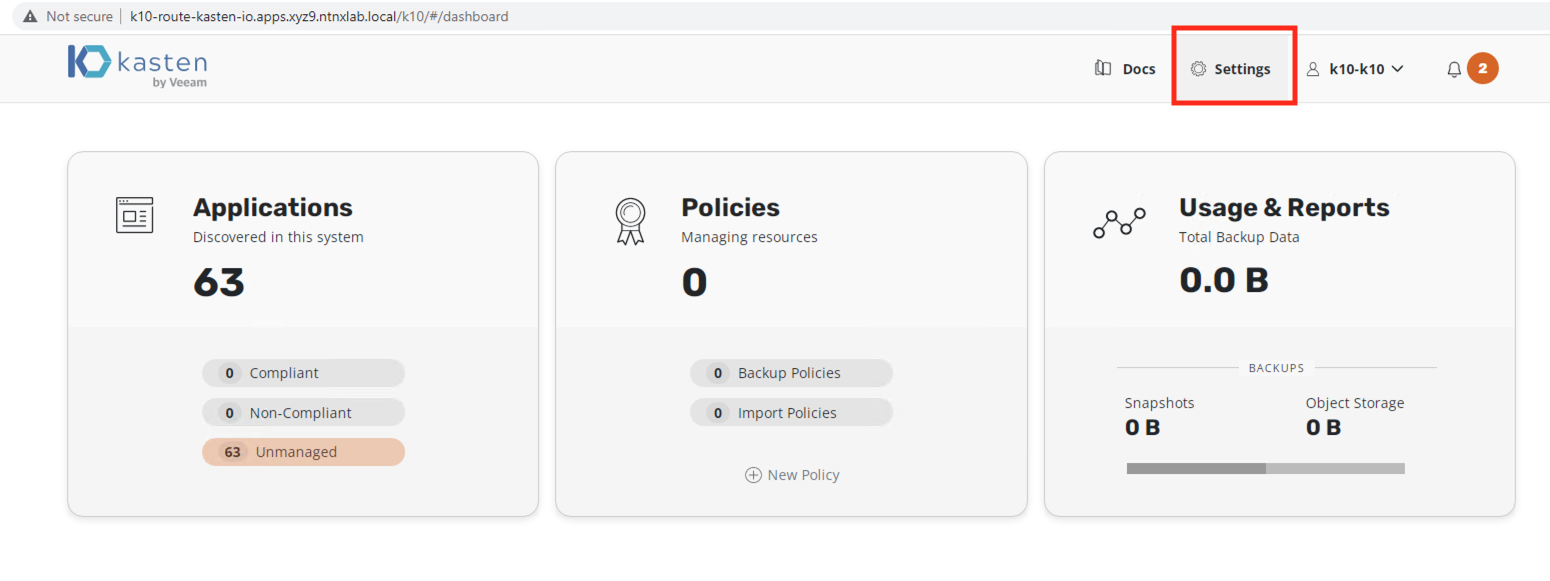 Not secure | k10-route-kasten-io.apps.xyz9.ntnxlab.local/k10/#/dashboard
kasten
by Veeam
Docs
Settings
k10-k10
2
Applications
Discovered in this system
63
0 Compliant
0 Non-Compliant
63 Unmanaged
Policies
Managing resources
0
0 Backup Policies
0 Import Policies
New Policy
Usage & Reports
Total Backup Data
0.0 B
BACKUPS
Snapshots
0 B
Object Storage
0 B